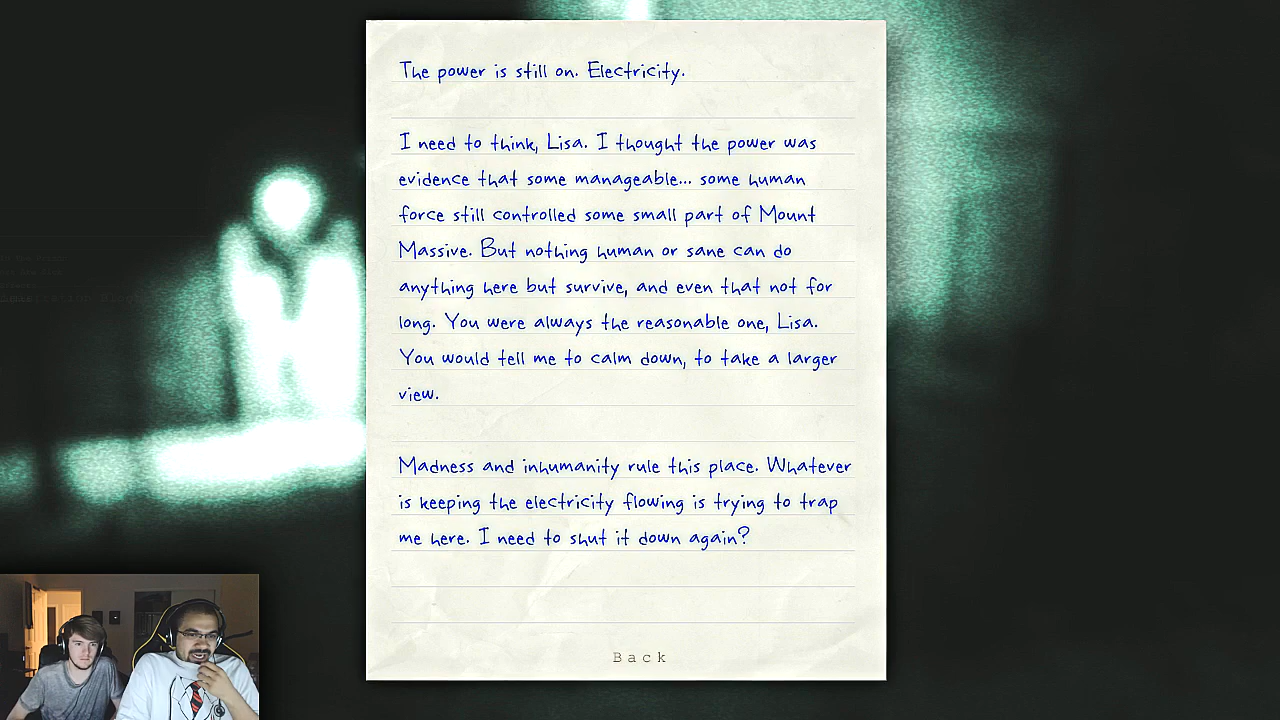 The power is still on. Electricity.
I need to think, Lisa. I thought the power was
evidence that some manageable... some human
force still controlled some small part of Mount
Massive. But nothing human or sane can do
anything here but survive, and even that not for
long. You were always the reasonable one, Lisa.
You would tell me to calm down, to take a larger
view.
Madness and inhumanity rule this place. Whatever
is keeping the electricity flowing is trying to trap
me here. I need to shut it down again?
Back